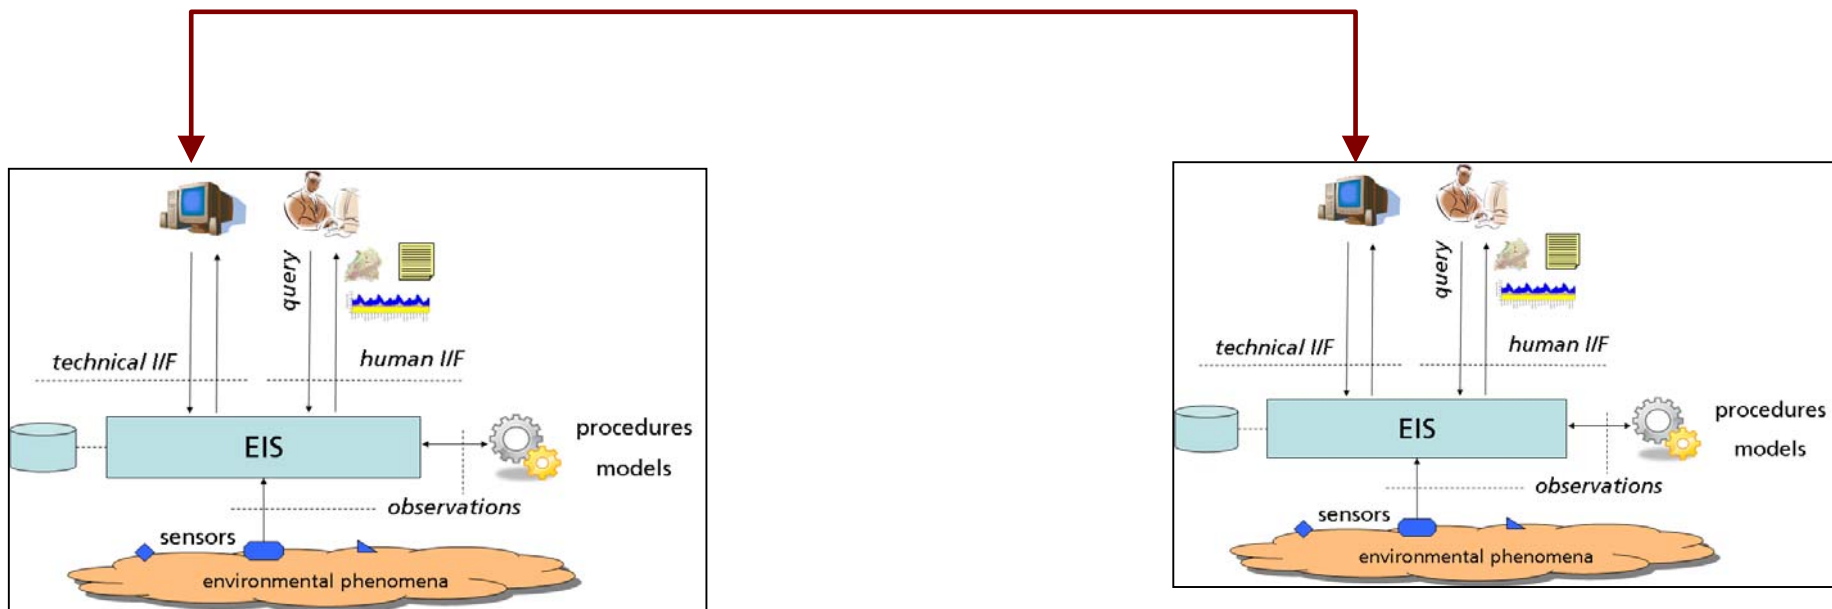 query
technical I/F
human I/F
EIS
procedures
models
observations
sensors
environmental phenomena
query
technical I/F
human I/F
EIS
procedures
models
observations
sensors
environmental phenomena